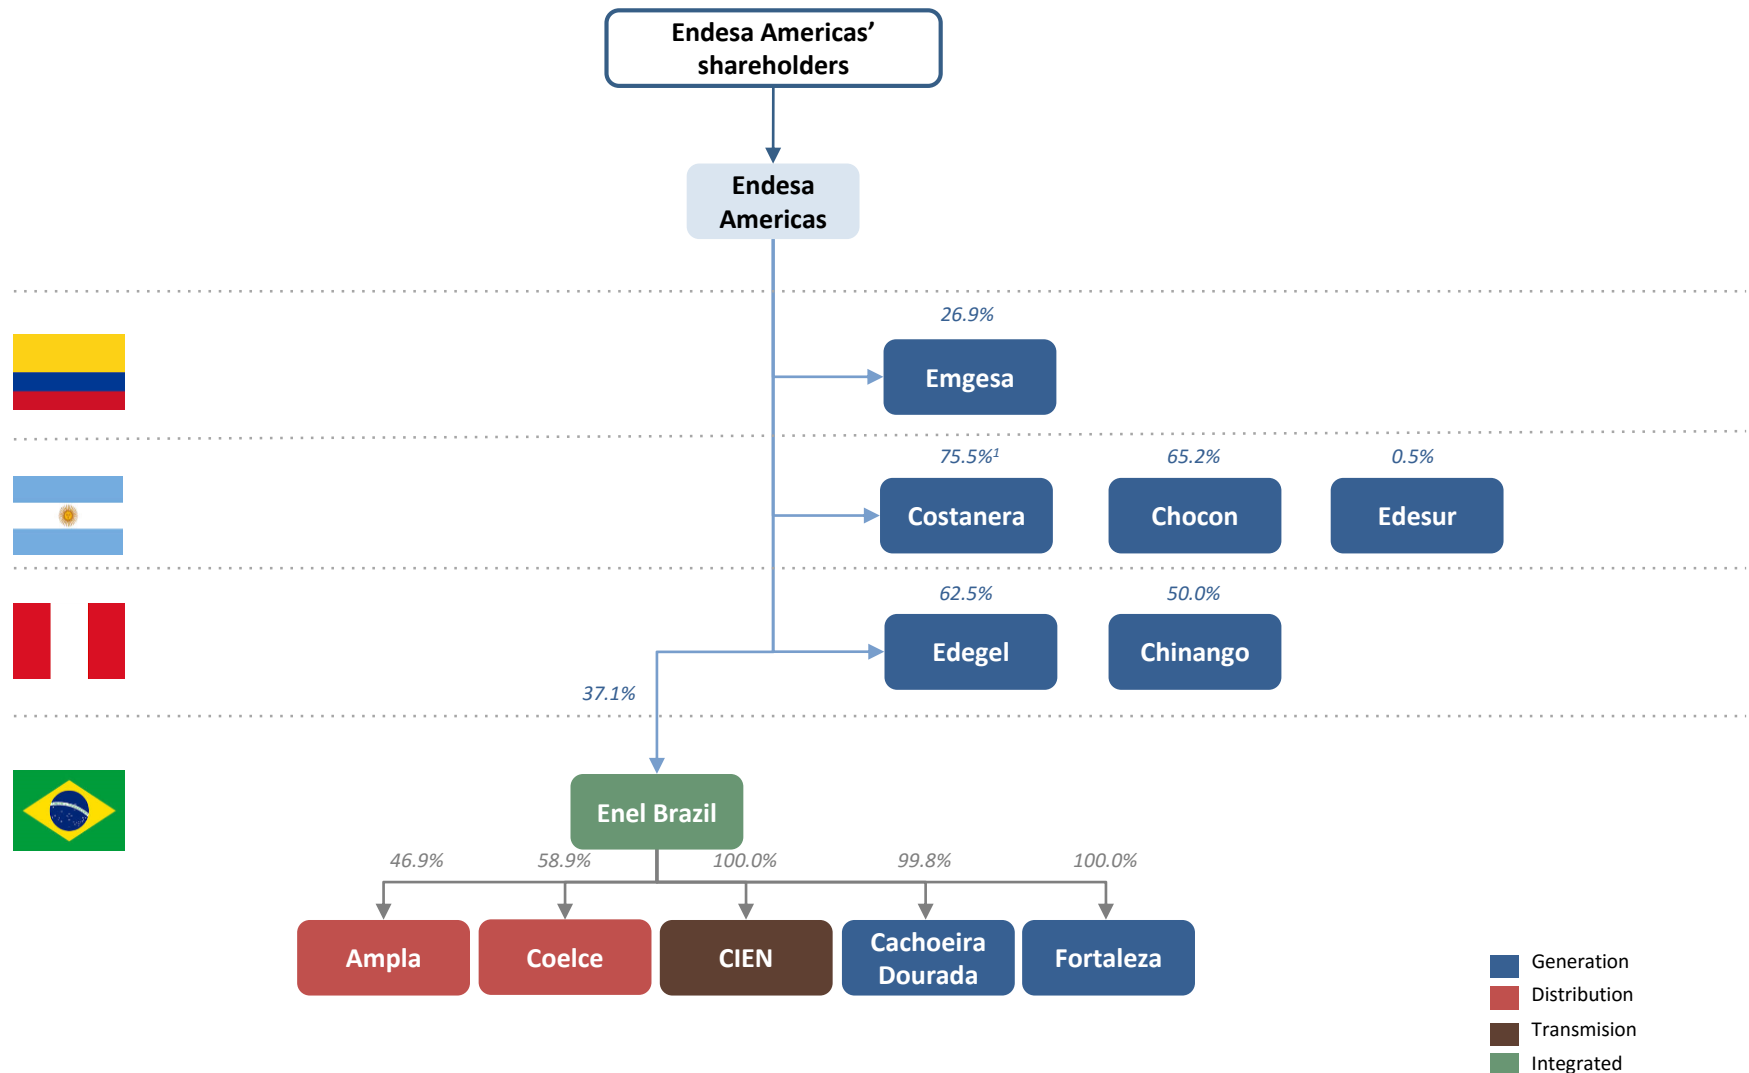 Endesa Americas’
shareholders
Endesa
Americas
26.9%
Emgesa
75.5%¹ 65.2% 0.5%
Costanera Chocon Edesur
62.5% 50.0%
Edegel Chinango
37.1%
Enel Brazil
46.9% 58.9% 100.0% 99.8% 100.0%
Ampla Coelce CIEN Cachoeira
Dourada Fortaleza
Generation
Distribution
Transmision
Integrated